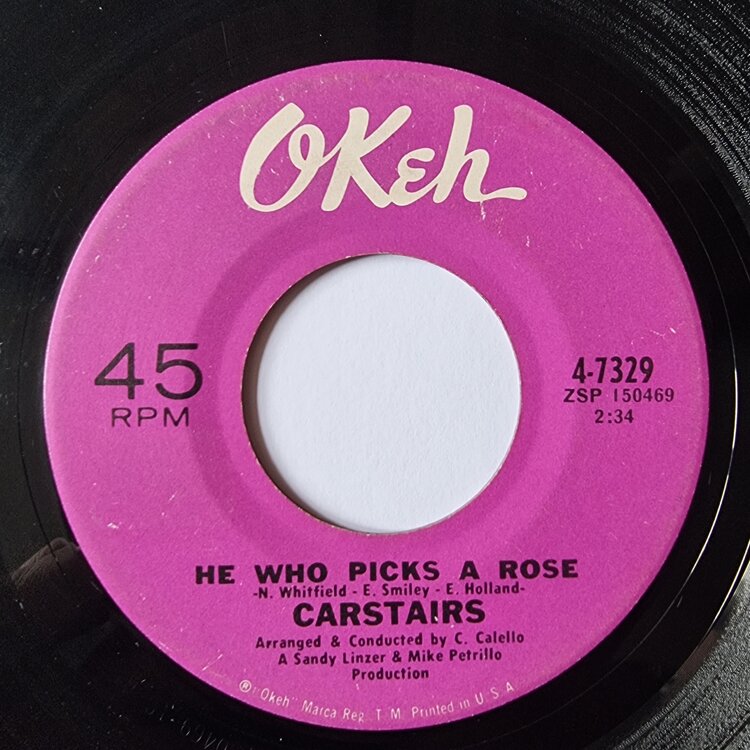 OKeh
45
RPM
4-7329
ZSP 150469
2:34
HE WHO PICKS A ROSE
-N. Whitfield - E. Smiley - E. Holland-
CARSTAIRS
Arranged & Conducted by C. Calello
A Sandy Linzer & Mike Petrillo
Production
® "Okeh" Marca Reg. T. M. Printed in U S A